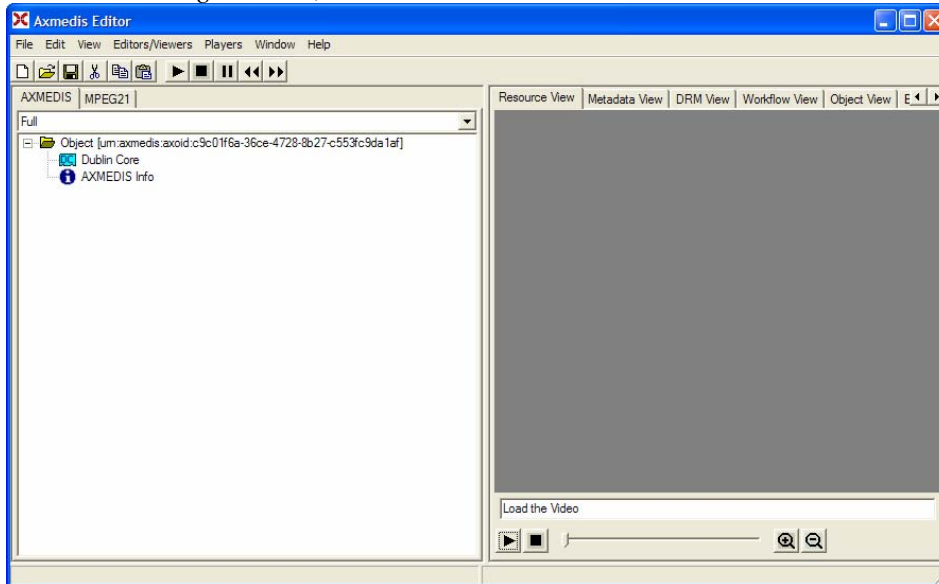 Axmedis Editor
File Edit View Editors/Viewers Players Window Help
AXMEDIS MPEG21
Resource View Metadata View DRM View Workflow View Object View E
Full
Object [urn:axmedis:axoid:c9c01f6a-36ce-4728-8b27-c553fc9da1af]
Dublin Core
AXMEDIS Info
Load the Video